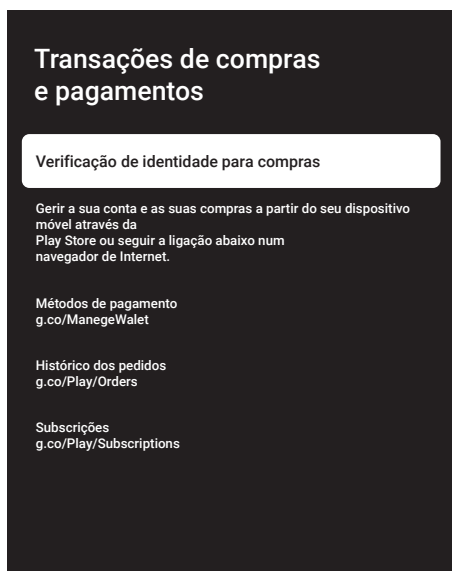 Transações de compras
e pagamentos
Verificação de identidade para compras
Gerir a sua conta e as suas compras a partir do seu dispositivo
móvel através da
Play Store ou seguir a ligação abaixo num
navegador de Internet.
Métodos de pagamento
g.co/ManegeWalet
Histórico dos pedidos
g.co/Play/Orders
Subscrições
g.co/Play/Subscriptions